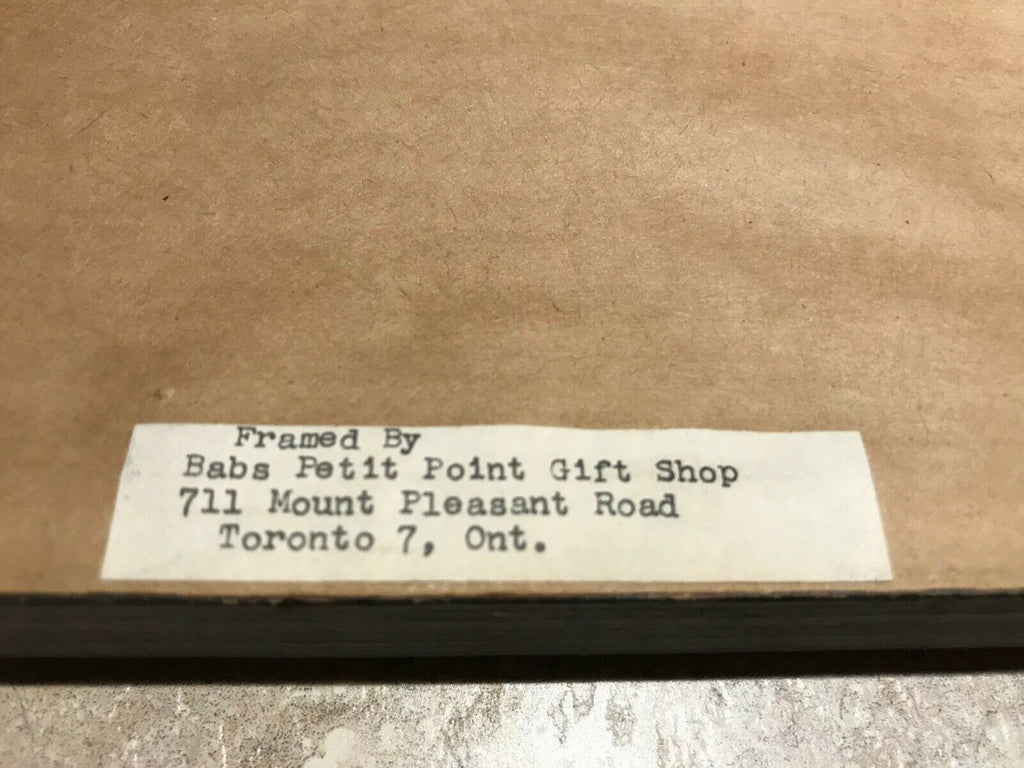 Framed By
Babs Petit Point Gift Shop
711 Mount Pleasant Road
Toronto 7, Ont.